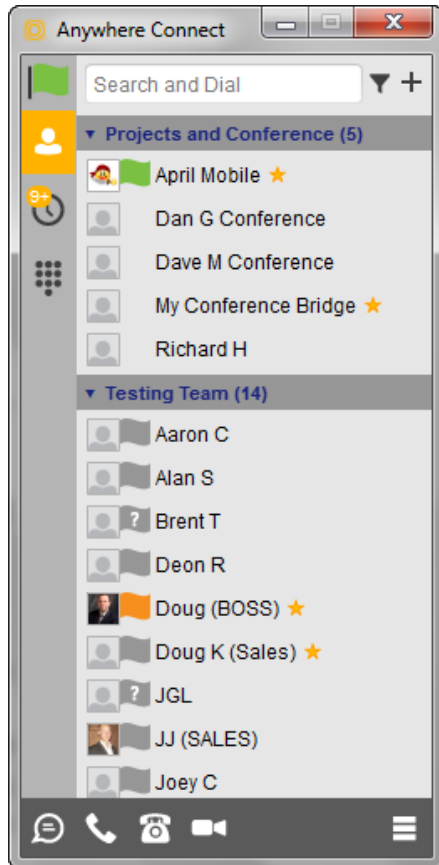 Anywhere Connect
Search and Dial
Projects and Conference (5)
April Mobile
Dan G Conference
9+
Dave M Conference
My Conference Bridge
Richard H
Testing Team (14)
Aaron C
Alan S
? Brent T
Deon R
Doug (BOSS)
Doug K (Sales)
? JGL
JJ (SALES)
Joey C